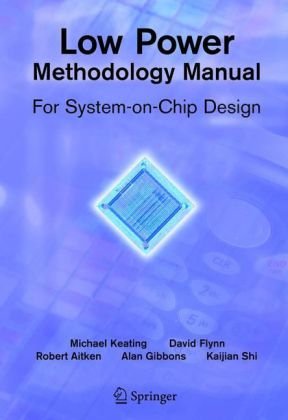 Low Power
Methodology Manual
For System-on-Chip Design
Michael Keating David Flynn
Robert Aitken Alan Gibbons Kaijian Shi
Springer